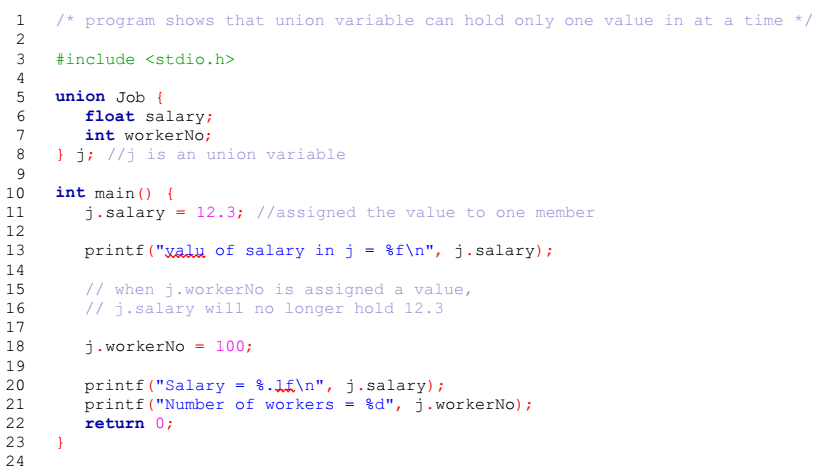 1 /* program shows that union variable can hold only one value in at a time */
2
3 #include <stdio.h>
4
5 union Job {
6 float salary;
7 int workerNo;
8 } j; //j is an union variable
9
10 int main() {
11 j.salary = 12.3; //assigned the value to one member
12
13 printf("valu of salary in j = %f\n", j.salary);
14
15 // when j.workerNo is assigned a value,
16 // j.salary will no longer hold 12.3
17
18 j.workerNo = 100;
19
20 printf("Salary = %.lf\n", j.salary);
21 printf("Number of workers = %d", j.workerNo);
22 return 0;
23 }
24